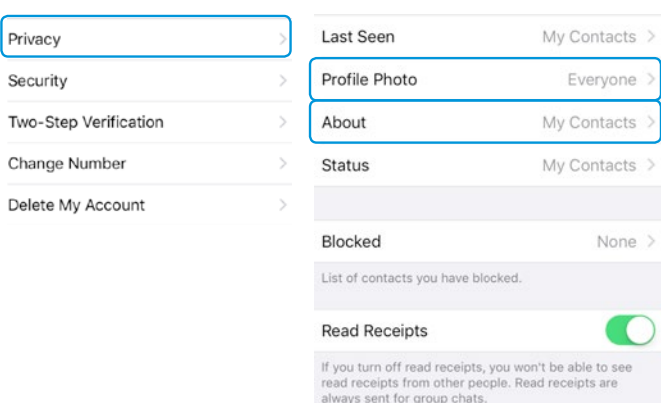 Privacy
Security
Two-Step Verification
Change Number
Delete My Account
Last Seen My Contacts
Profile Photo Everyone
About My Contacts
Status My Contacts
Blocked None
List of contacts you have blocked.
Read Receipts
If you turn off read receipts, you won't be able to see
read receipts from other people. Read receipts are
always sent for group chats.